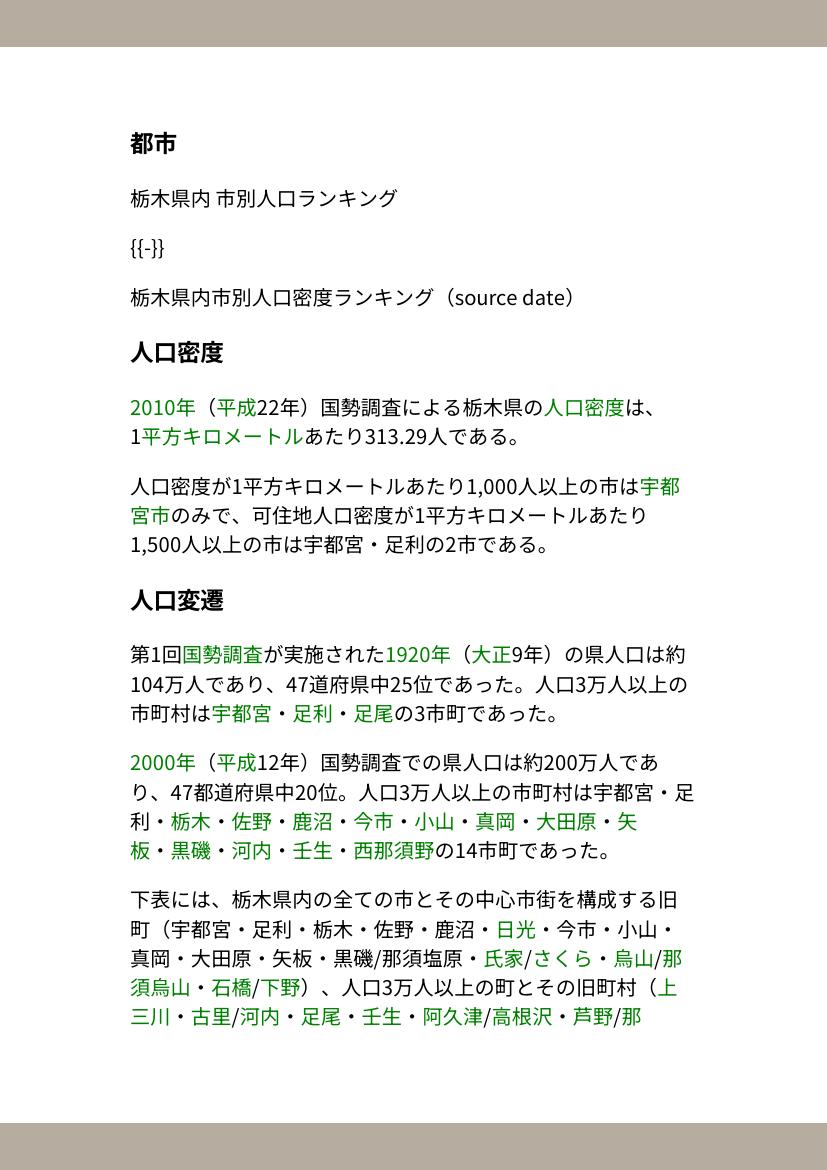 都市
栃木県内 市別人口ランキング
{{-}}
栃木県内市別人口密度ランキング（source date）
人口密度
2010年（平成22年）国勢調査による栃木県の人口密度は、
1平方キロメートルあたり313.29人である。
人口密度が1平方キロメートルあたり1,000人以上の市は宇都
宮市のみで、可住地人口密度が1平方キロメートルあたり
1,500人以上の市は宇都宮・足利の2市である。
人口変遷
第1回国勢調査が実施された1920年（大正9年）の県人口は約
104万人であり、47道府県中25位であった。人口3万人以上の
市町村は宇都宮・足利・足尾の3市町であった。
2000年（平成12年）国勢調査での県人口は約200万人であ
り、47都道府県中20位。人口3万人以上の市町村は宇都宮・足
利・栃木・佐野・鹿沼・今市・小山・真岡・大田原・矢
板・黒磯・河内・壬生・西那須野の14市町であった。
下表には、栃木県内の全ての市とその中心市街を構成する旧
町（宇都宮・足利・栃木・佐野・鹿沼・日光・今市・小山・
真岡・大田原・矢板・黒磯/那須塩原・氏家/さくら・烏山/那
須烏山・石橋/下野）、人口3万人以上の町とその旧町村（上
三川・古里/河内・足尾・壬生・阿久津/高根沢・芦野/那